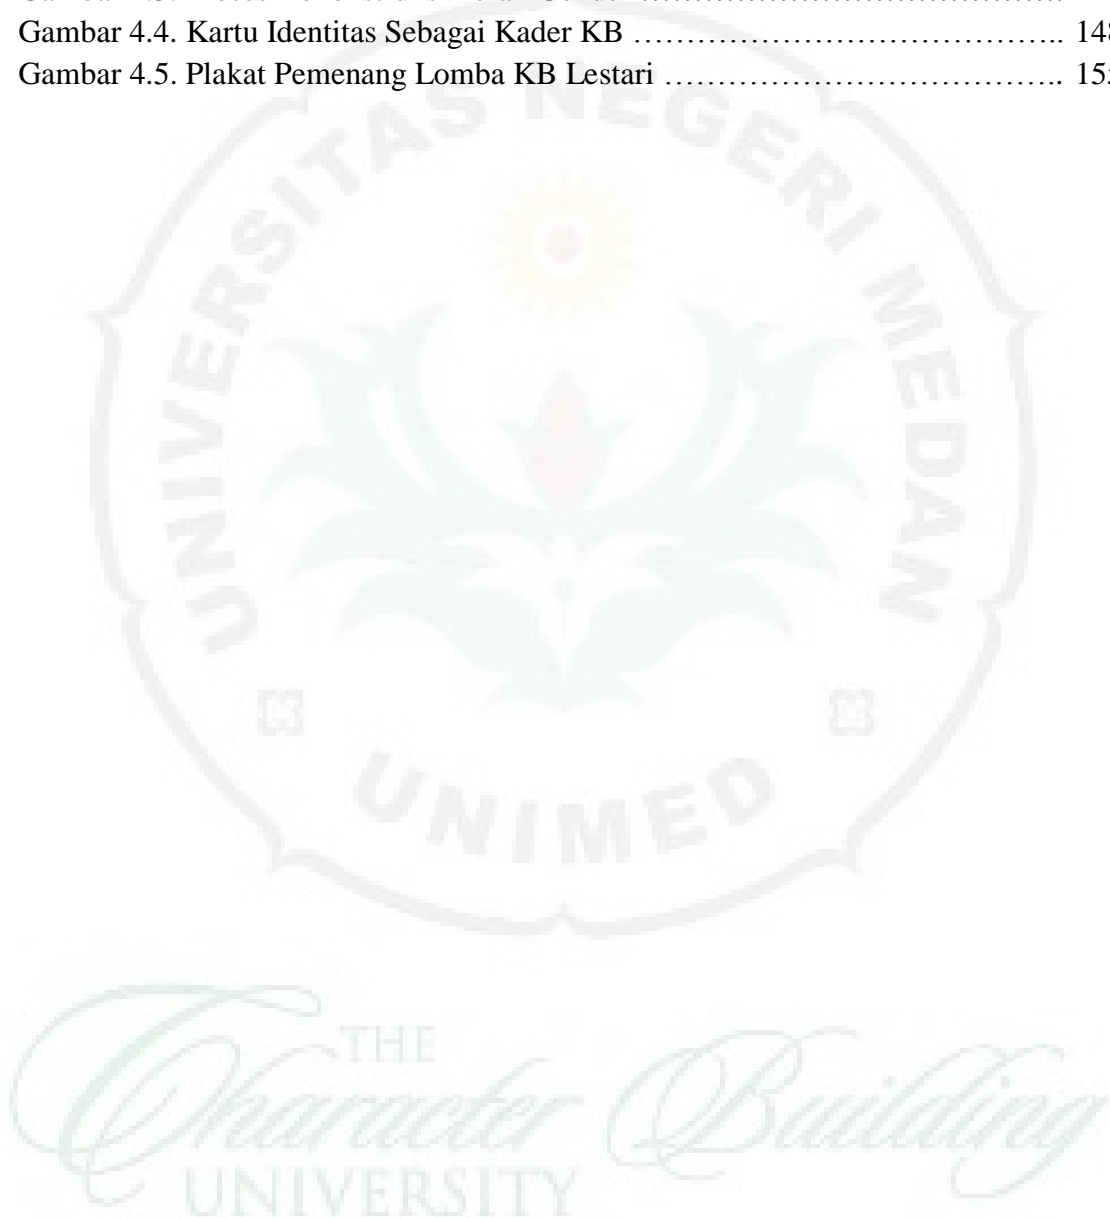 Gambar 4.4. Kartu Identitas Sebagai Kader KB ………………………………….. 148
Gambar 4.5. Plakat Pemenang Lomba KB Lestari ……………………………….. 15
UNIVERSITAS NEGERI MEDAN
UNIMED
THE
Character Building
UNIVERSITY